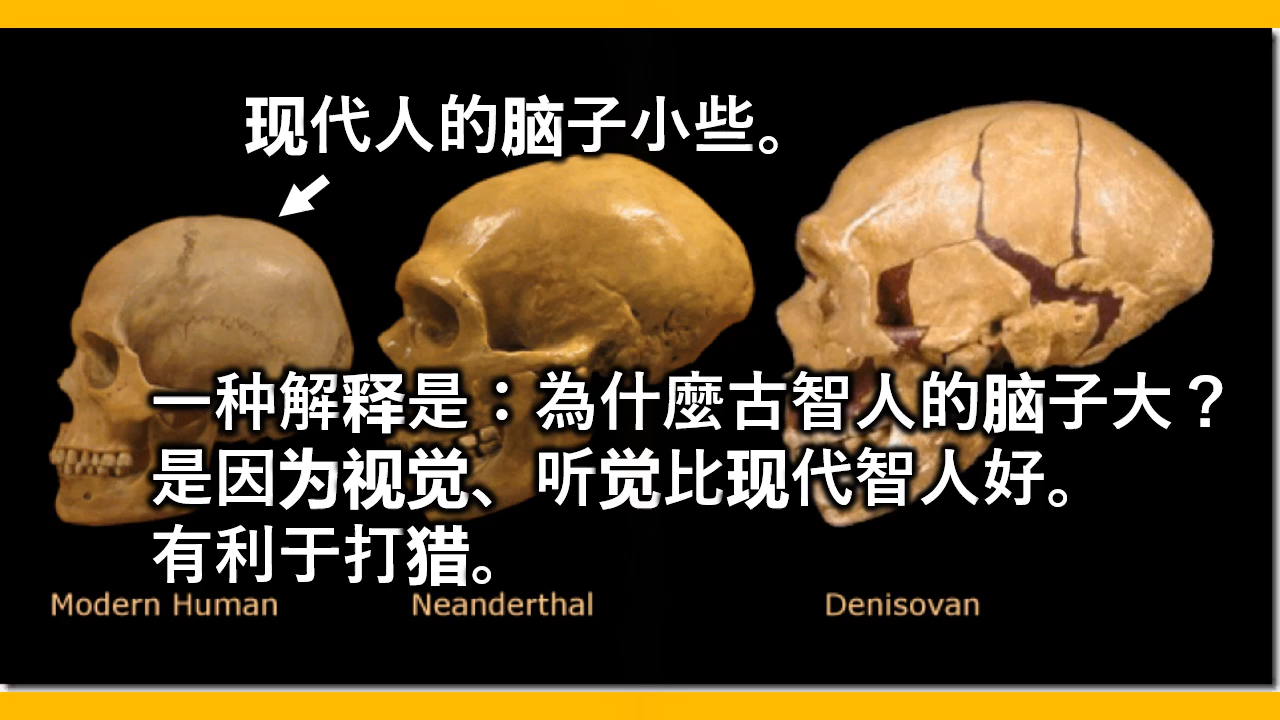 现代人的脑子小些。
一种解释是：為什麼古智人的脑子大？
是因为视觉、听觉比现代智人好。
有利于打猎。
Modern Human
Neanderthal
Denisovan